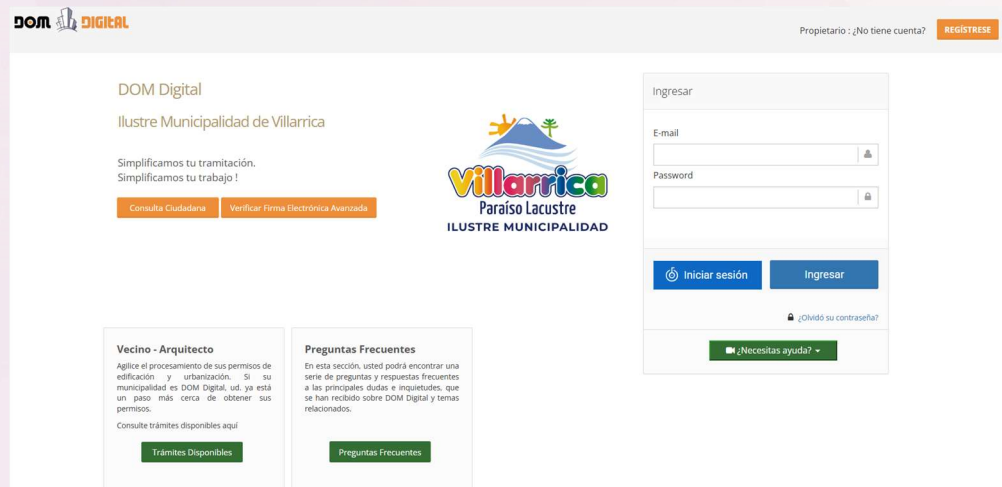 DOM DIGITAL
Propietario : ¿No tiene cuenta?
REGÍSTRESE
DOM Digital
Ilustre Municipalidad de Villarrica
Simplificamos tu tramitación.
Simplificamos tu trabajo !
Consulta Ciudadana
Verificar Firma Electrónica Avanzada
Villarrica
Paraíso Lacustre
ILUSTRE MUNICIPALIDAD
Ingresar
E-mail
Password
Iniciar sesión
Ingresar
¿Olvidó su contraseña?
¿Necesitas ayuda?
Vecino - Arquitecto
Agilice el procesamiento de sus permisos de
edificación y urbanización. Si su
municipalidad es DOM Digital, ud. ya está
un paso más cerca de obtener sus
permisos.
Consulte trámites disponibles aquí
Trámites Disponibles
Preguntas Frecuentes
En esta sección, usted podrá encontrar una
serie de preguntas y respuestas frecuentes
a las principales dudas e inquietudes, que
se han recibido sobre DOM Digital y temas
relacionados.
Preguntas Frecuentes